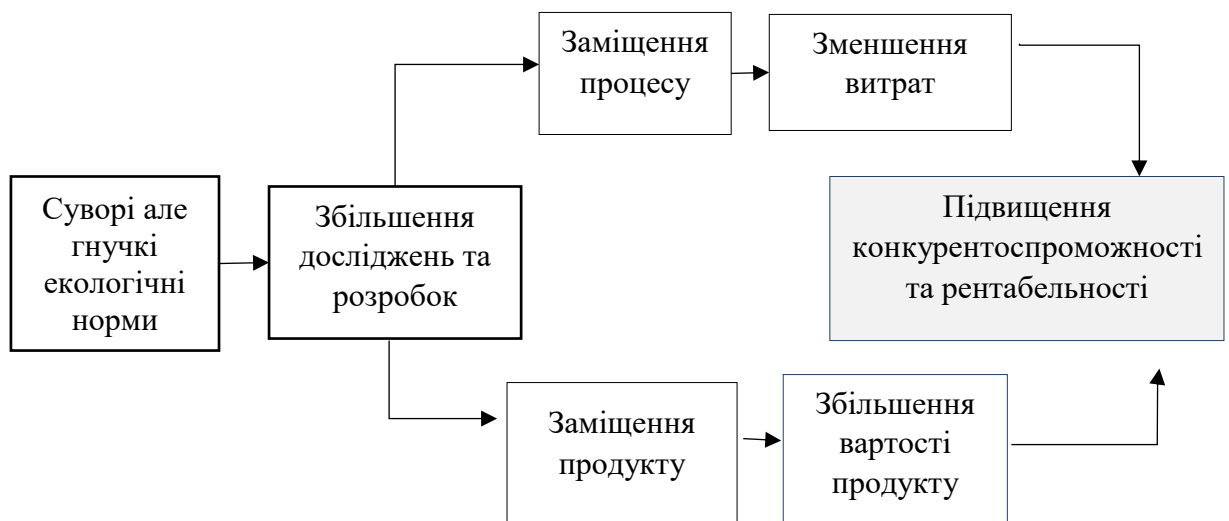 Заміщення
процесу
Зменшення
витрат
Суворі але
гнучкі
екологічні
норми
Збільшення
досліджень та
розробок
Підвищення
конкурентоспроможності
та рентабельності
Заміщення
продукту
Збільшення
вартості
продукту